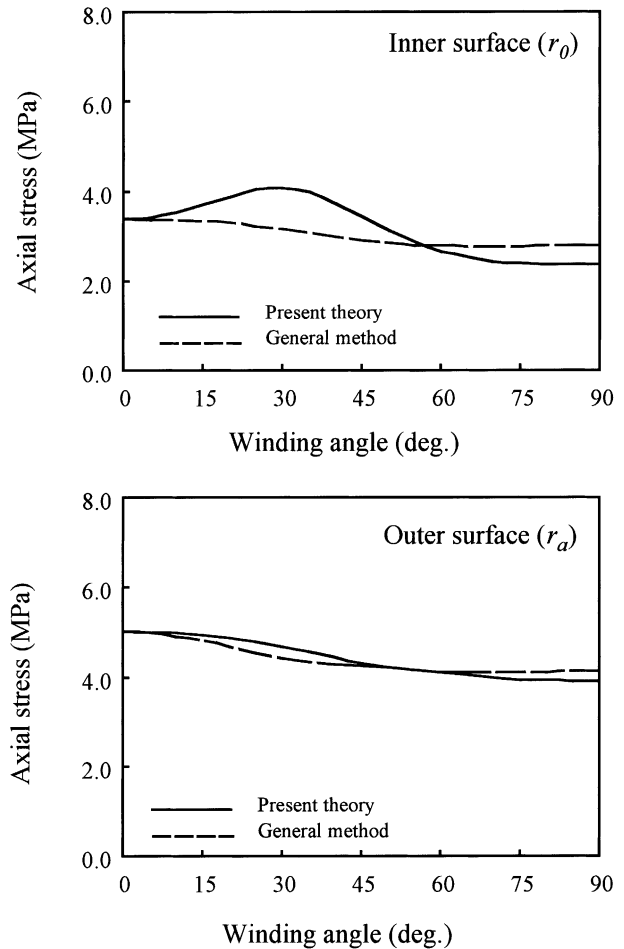 8.0
Inner surface (r0)
6.0
Axial stress (MPa)
4.0
2.0
Present theory
General method
0.0
0 15 30 45 60 75 90
Winding angle (deg.)
8.0
Outer surface (ra)
6.0
Axial stress (MPa)
4.0
2.0
Present theory
General method
0.0
0 15 30 45 60 75 90
Winding angle (deg.)